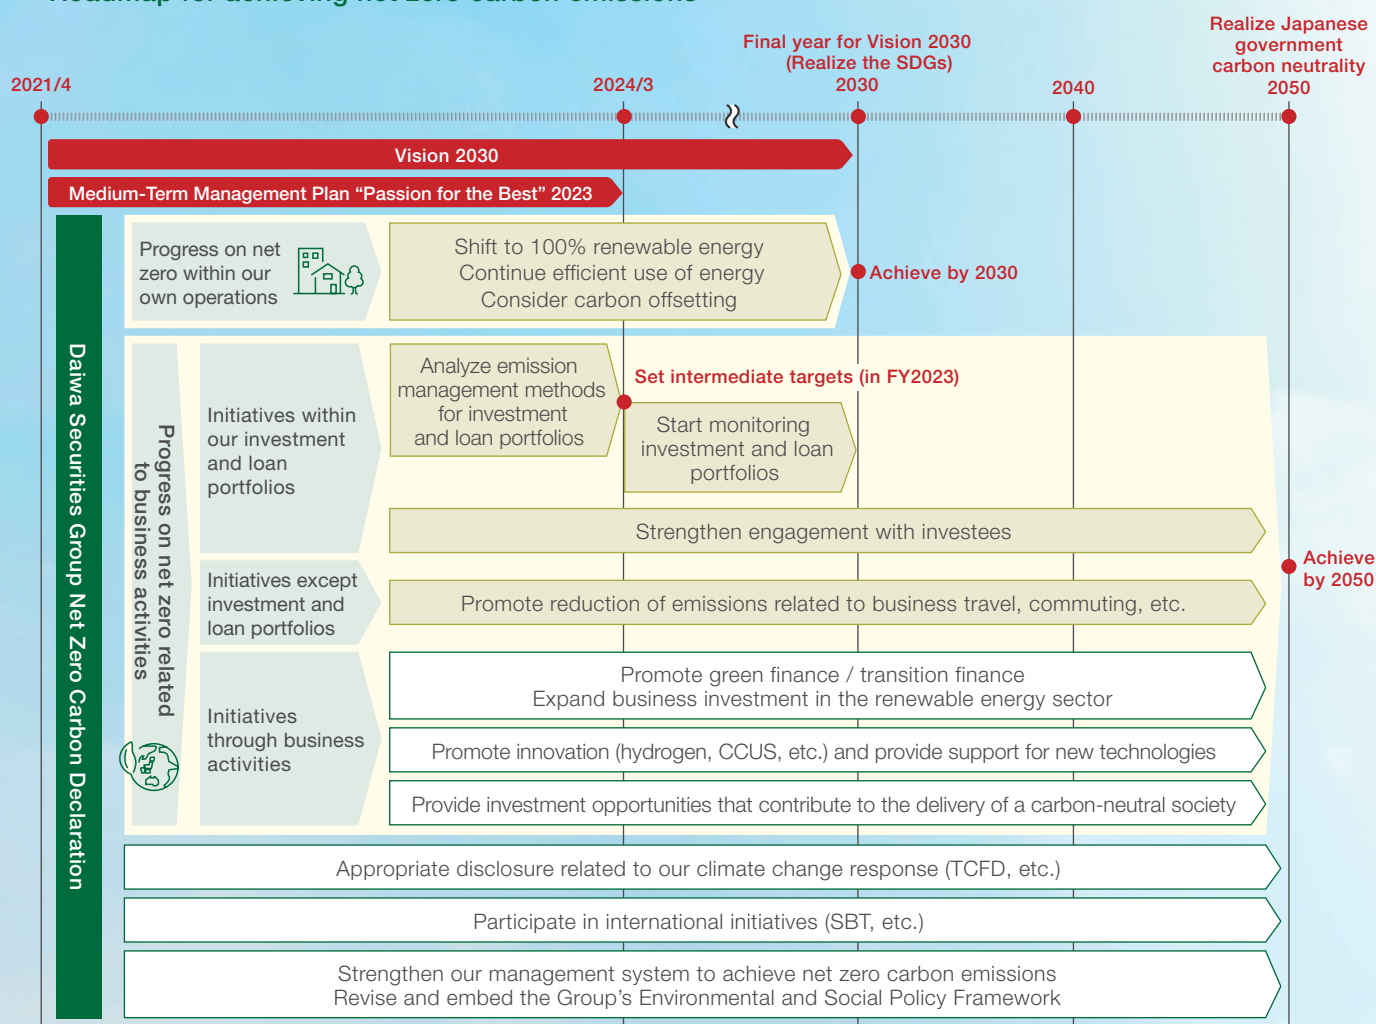 Roadmap for achieving net zero carbon emissions
Realize Japanese
government
carbon neutrality
2050
Final year for Vision 2030
(Realize the SDGs)
2030
2021/4
2024/3
2040
Vision 2030
Medium-Term Management Plan “Passion for the Best” 2023
Daiwa Securities Group Net Zero Carbon Declaration
Progress on net
zero within our
own operations
Shift to 100% renewable energy
Continue efficient use of energy
Consider carbon offsetting
Achieve by 2030
Progress on net zero related
to business activities
Initiatives within
our investment
and loan
portfolios
Analyze emission
management methods
for investment
and loan portfolios
Set intermediate targets (in FY2023)
Start monitoring
investment and loan
portfolios
Strengthen engagement with investees
Achieve
by 2050
Initiatives except
investment and
loan portfolios
Promote reduction of emissions related to business travel, commuting, etc.
Initiatives
through business
activities
Promote green finance / transition finance
Expand business investment in the renewable energy sector
Promote innovation (hydrogen, CCUS, etc.) and provide support for new technologies
Provide investment opportunities that contribute to the delivery of a carbon-neutral society
Appropriate disclosure related to our climate change response (TCFD, etc.)
Participate in international initiatives (SBT, etc.)
Strengthen our management system to achieve net zero carbon emissions
Revise and embed the Group’s Environmental and Social Policy Framework